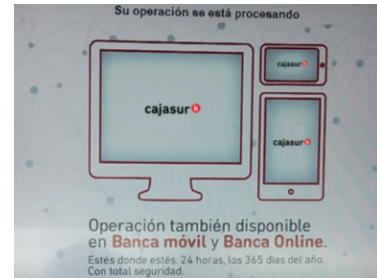 Su operación se está procesando
cajasur
cajasur
cajasur
Operación también disponible
en Banca móvil y Banca Online.
Estés donde estés. 24 horas, los 365 dias del año.
Con total seguridad.